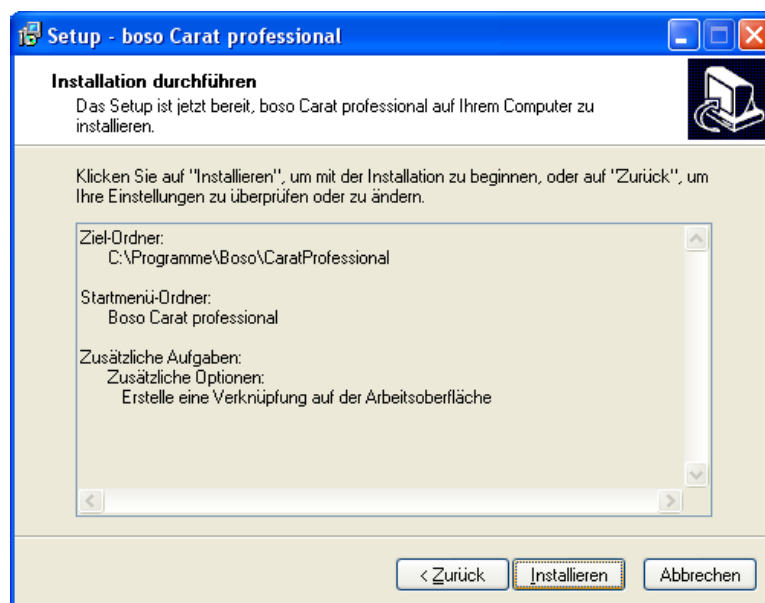 Setup - boso Carat professional
Installation durchführen
Das Setup ist jetzt bereit, boso Carat professional auf Ihrem Computer zu
installieren.
Klicken Sie auf "Installieren", um mit der Installation zu beginnen, oder auf "Zurück", um
Ihre Einstellungen zu überprüfen oder zu ändern.
Ziel-Ordner:
C:\Programme\Boso\CaratProfessional
Startmenü-Ordner:
Boso Carat professional
Zusätzliche Aufgaben:
Zusätzliche Optionen:
Erstelle eine Verknüpfung auf der Arbeitsoberfläche
< Zurück
Installieren
Abbrechen